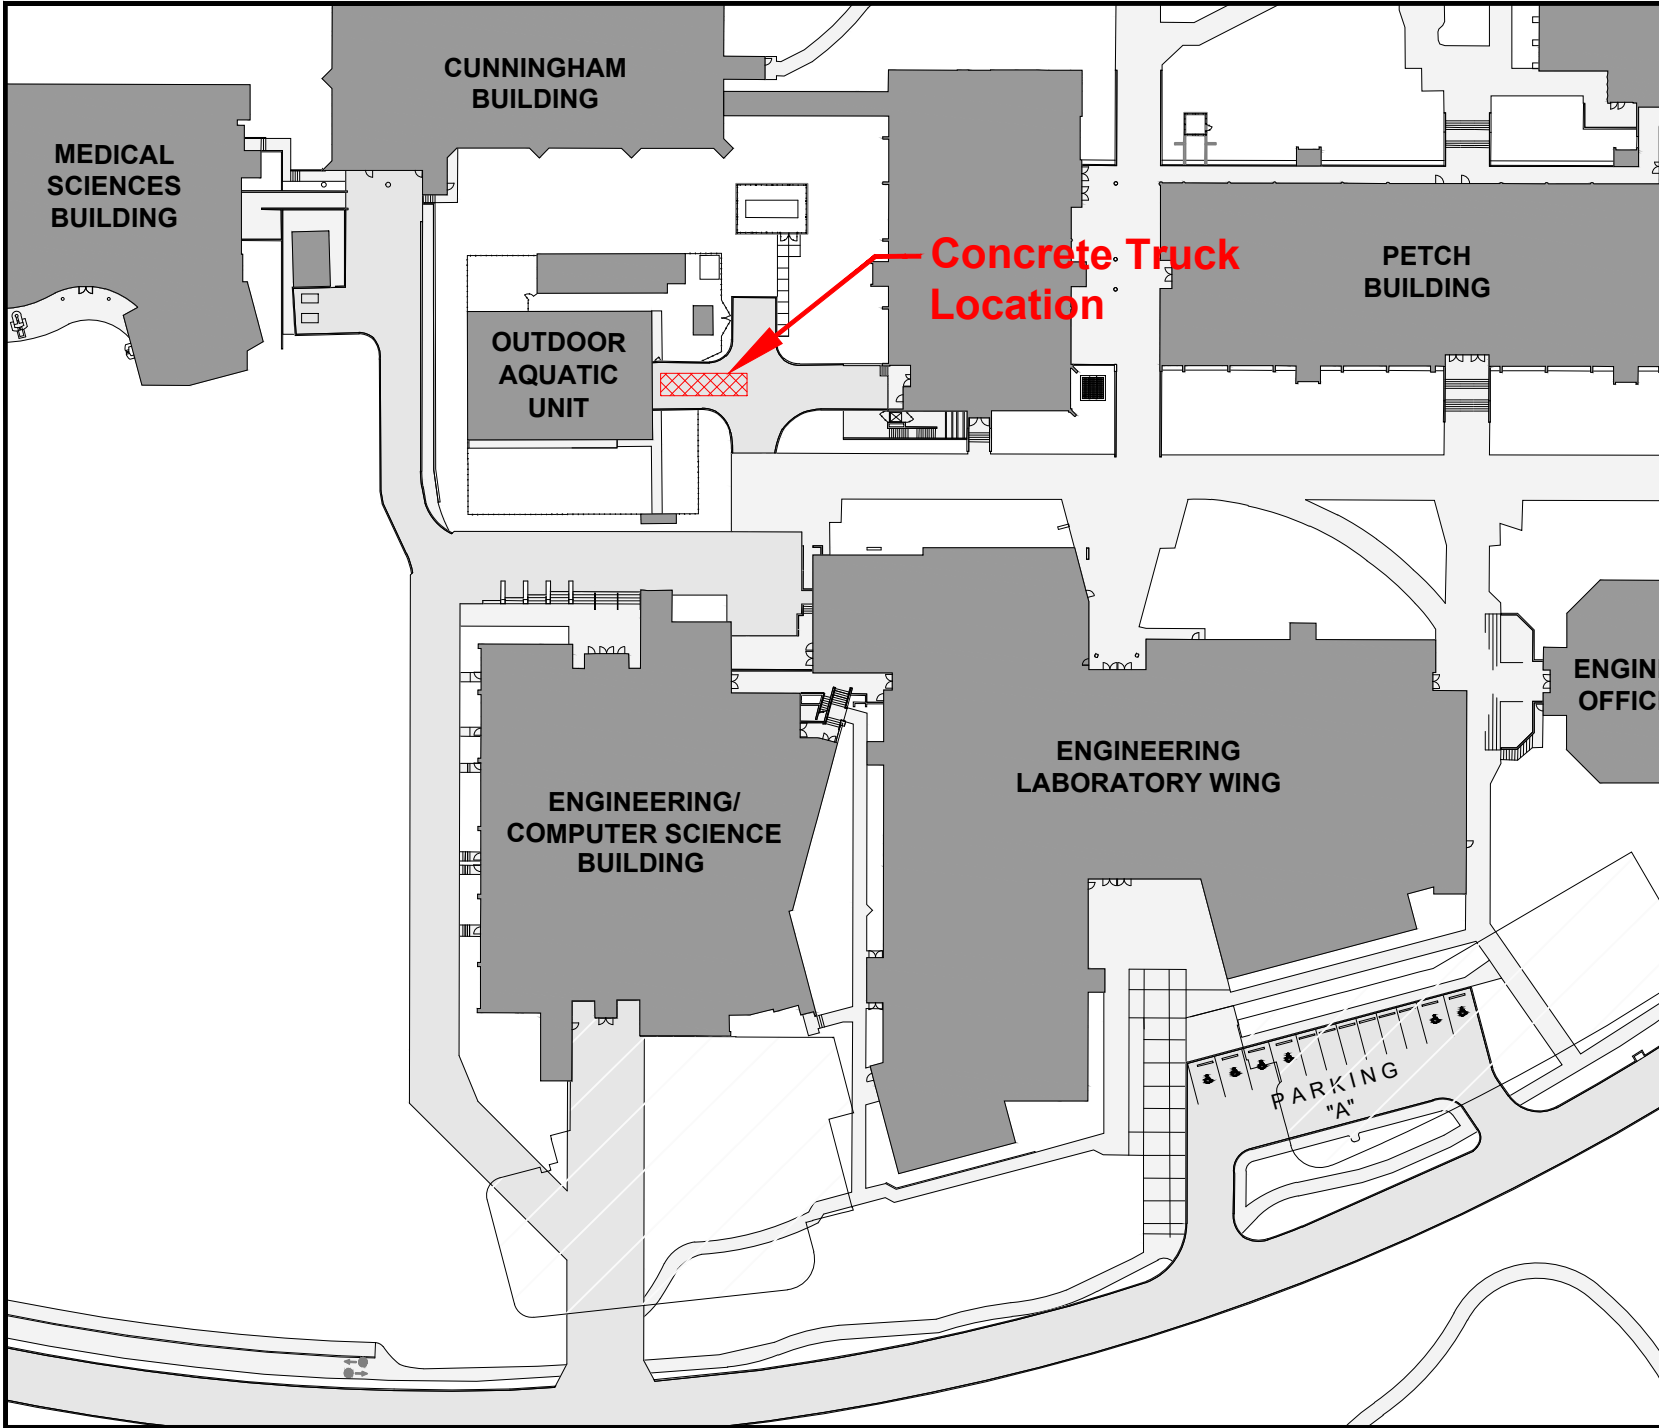 CUNNINGHAM
BUILDING
MEDICAL
SCIENCES
BUILDING
Concrete Truck
Location
PETCH
BUILDING
OUTDOOR
AQUATIC
UNIT
ENGIN
OFFIC
ENGINEERING
LABORATORY WING
ENGINEERING/
COMPUTER SCIENCE
BUILDING
PARKING
"A"